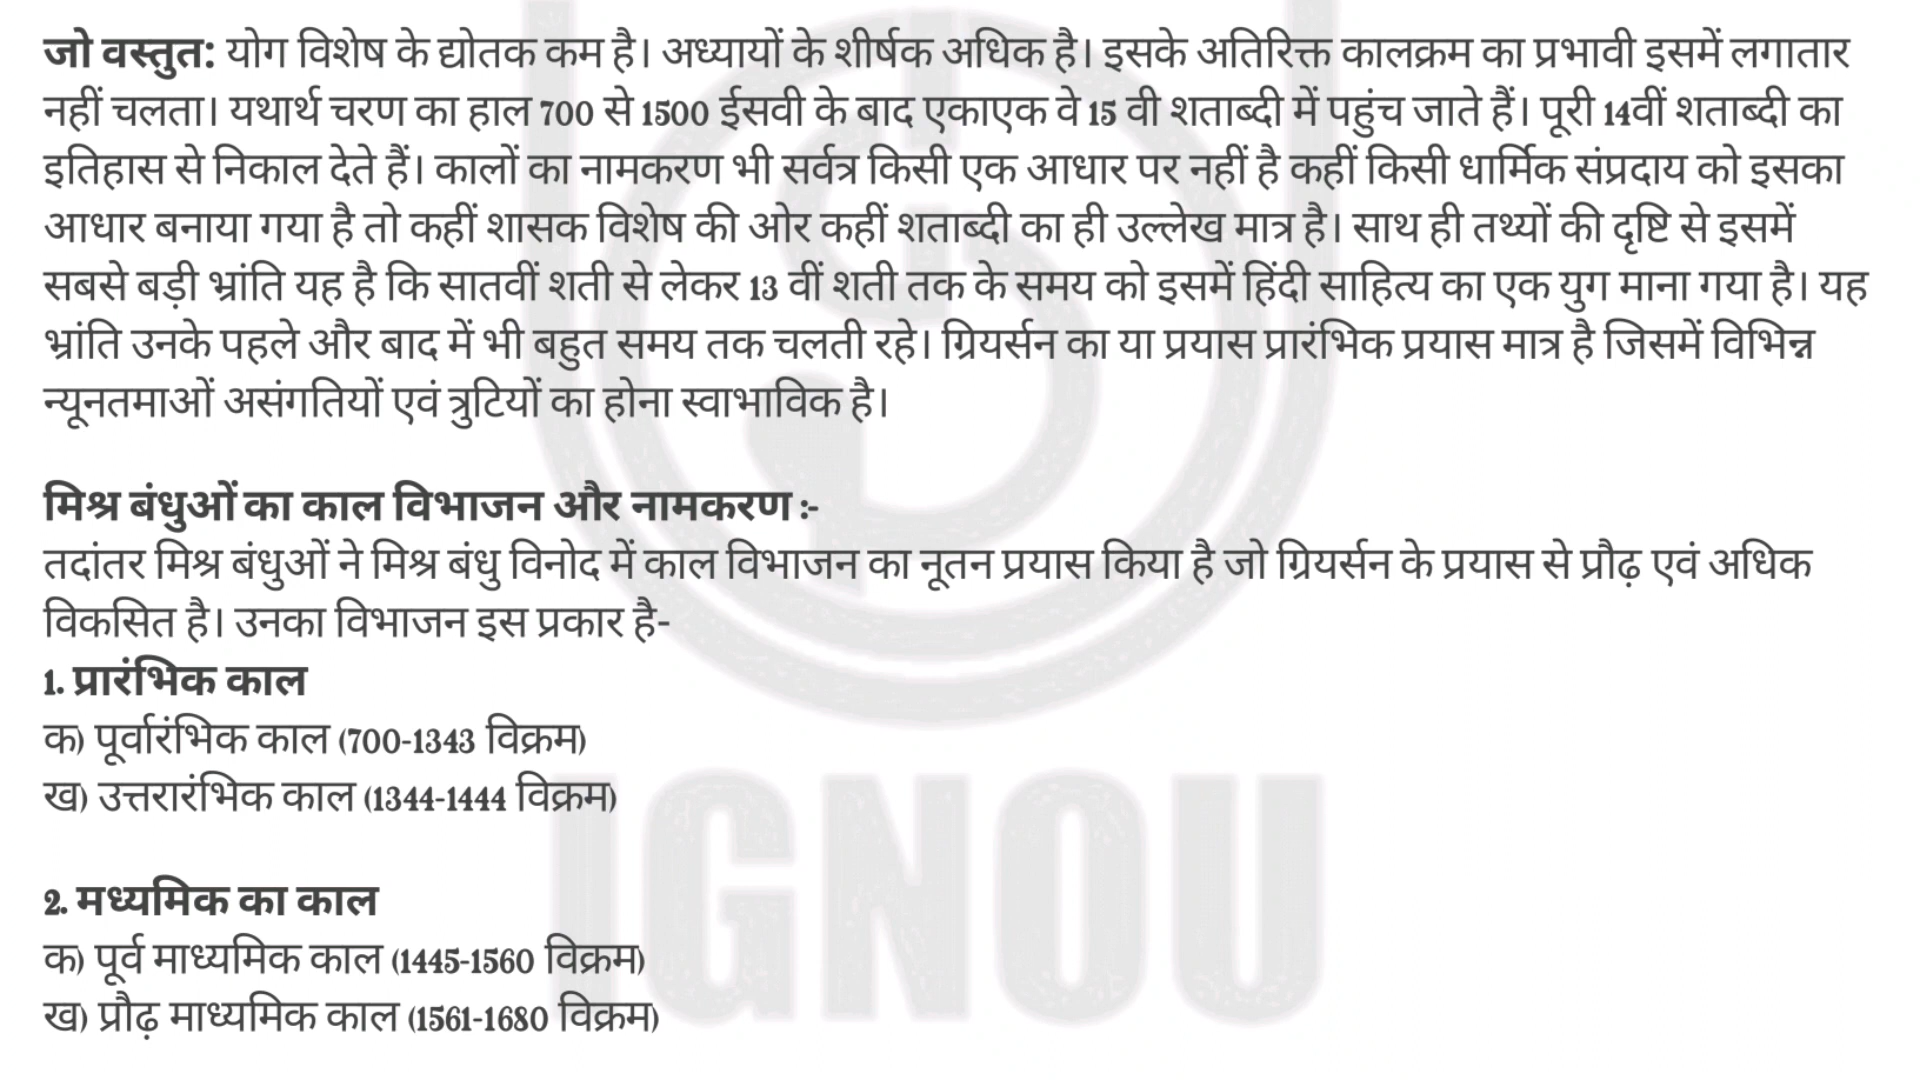 जो वस्तुत: योग विशेष के द्योतक कम है। अध्यायों के शीर्षक अधिक है। इसके अतिरिक्त कालक्रम का प्रभावी इसमें लगातार
नहीं चलता। यथार्थ चरण का हाल 700 से 1500 ईसवी के बाद एकाएक वे 15 वी शताब्दी में पहुंच जाते हैं। पूरी 14वीं शताब्दी का
इतिहास से निकाल देते हैं। कालों का नामकरण भी सर्वत्र किसी एक आधार पर नहीं है कहीं किसी धार्मिक संप्रदाय को इसका
आधार बनाया गया है तो कहीं शासक विशेष की ओर कहीं शताब्दी का ही उल्लेख मात्र है। साथ ही तथ्यों की दृष्टि से इसमें
सबसे बड़ी भ्रांति यह है कि सातवीं शती से लेकर 13 वीं शती तक के समय को इसमें हिंदी साहित्य का एक युग माना गया है। यह
भ्रांति उनके पहले और बाद में भी बहुत समय तक चलती रहे। ग्रियर्सन का या प्रयास प्रारंभिक प्रयास मात्र है जिसमें विभिन्न
न्यूनतमाओं असंगतियों एवं त्रुटियों का होना स्वाभाविक है।
मिश्र बंधुओं का काल विभाजन और नामकरण :-
तदांतर मिश्र बंधुओं ने मिश्र बंधु विनोद में काल विभाजन का नूतन प्रयास किया है जो ग्रियर्सन के प्रयास से प्रौढ़ एवं अधिक
विकसित है। उनका विभाजन इस प्रकार है-
1. प्रारंभिक काल
क) पूर्वारंभिक काल (700-1343 विक्रम)
ख) उत्तरारंभिक काल (1344-1444 विक्रम)
2. मध्यमिक का काल
क) पूर्व माध्यमिक काल (1445-1560 विक्रम)
ख) प्रौढ़ माध्यमिक काल (1561-1680 विक्रम)
IGNOU